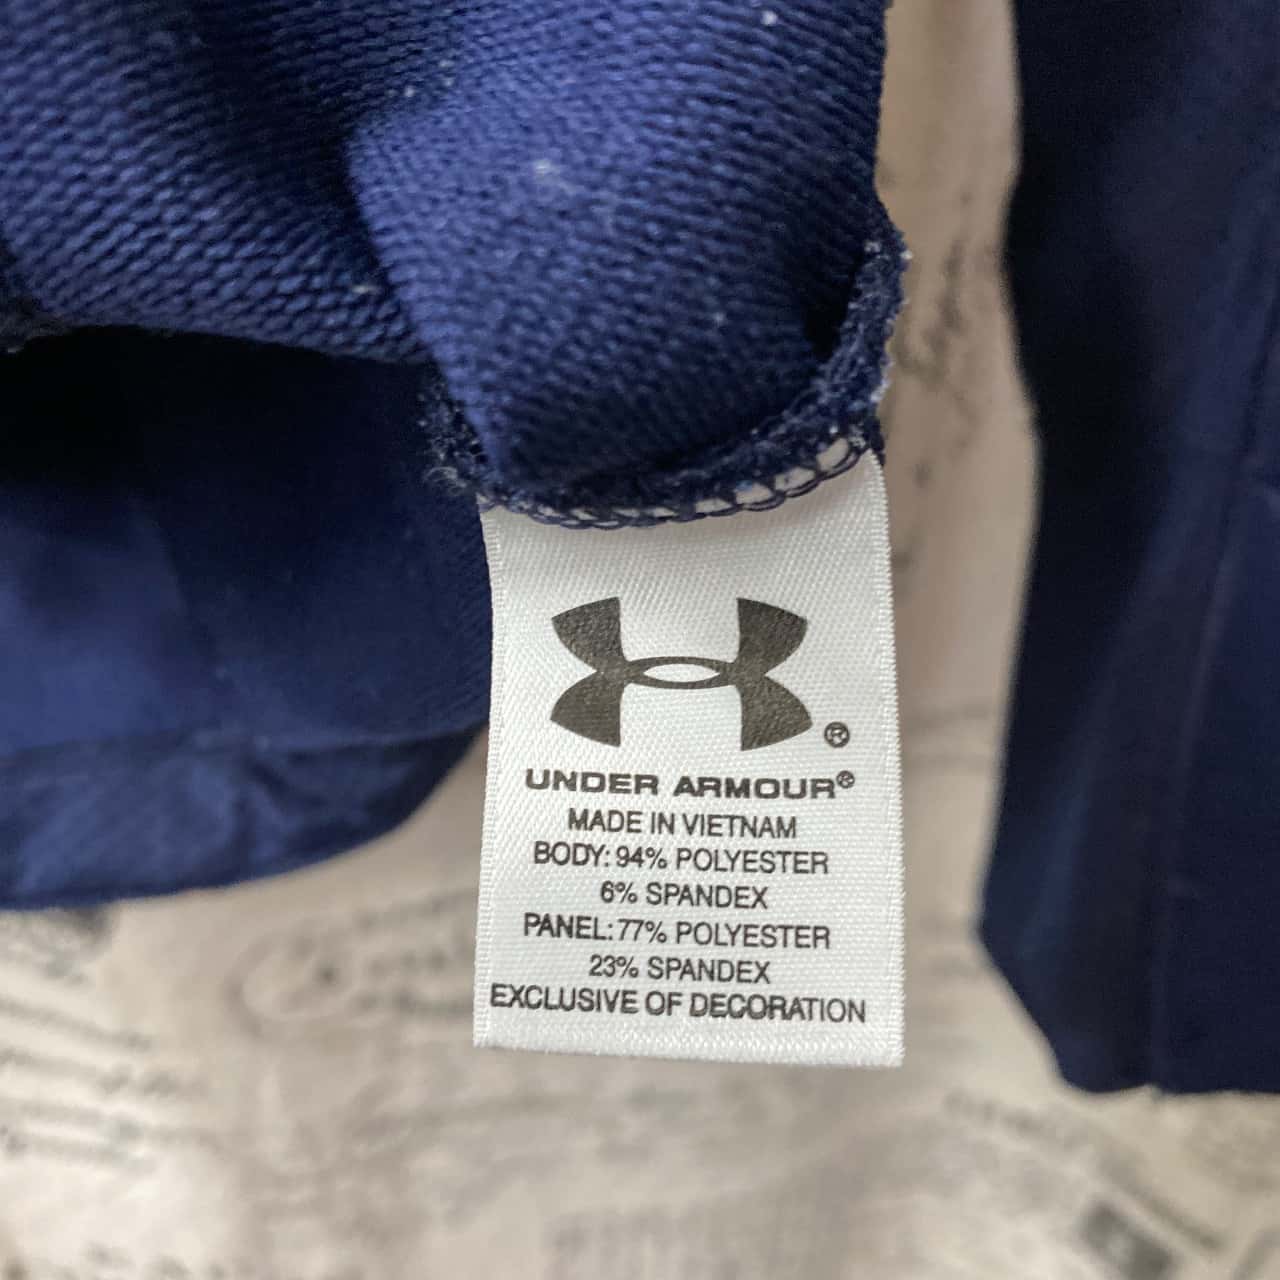 ®
UNDER ARMOUR®
MADE IN VIETNAM
BODY: 94% POLYESTER
6% SPANDEX
PANEL: 77% POLYESTER
23% SPANDEX
EXCLUSIVE OF DECORATION